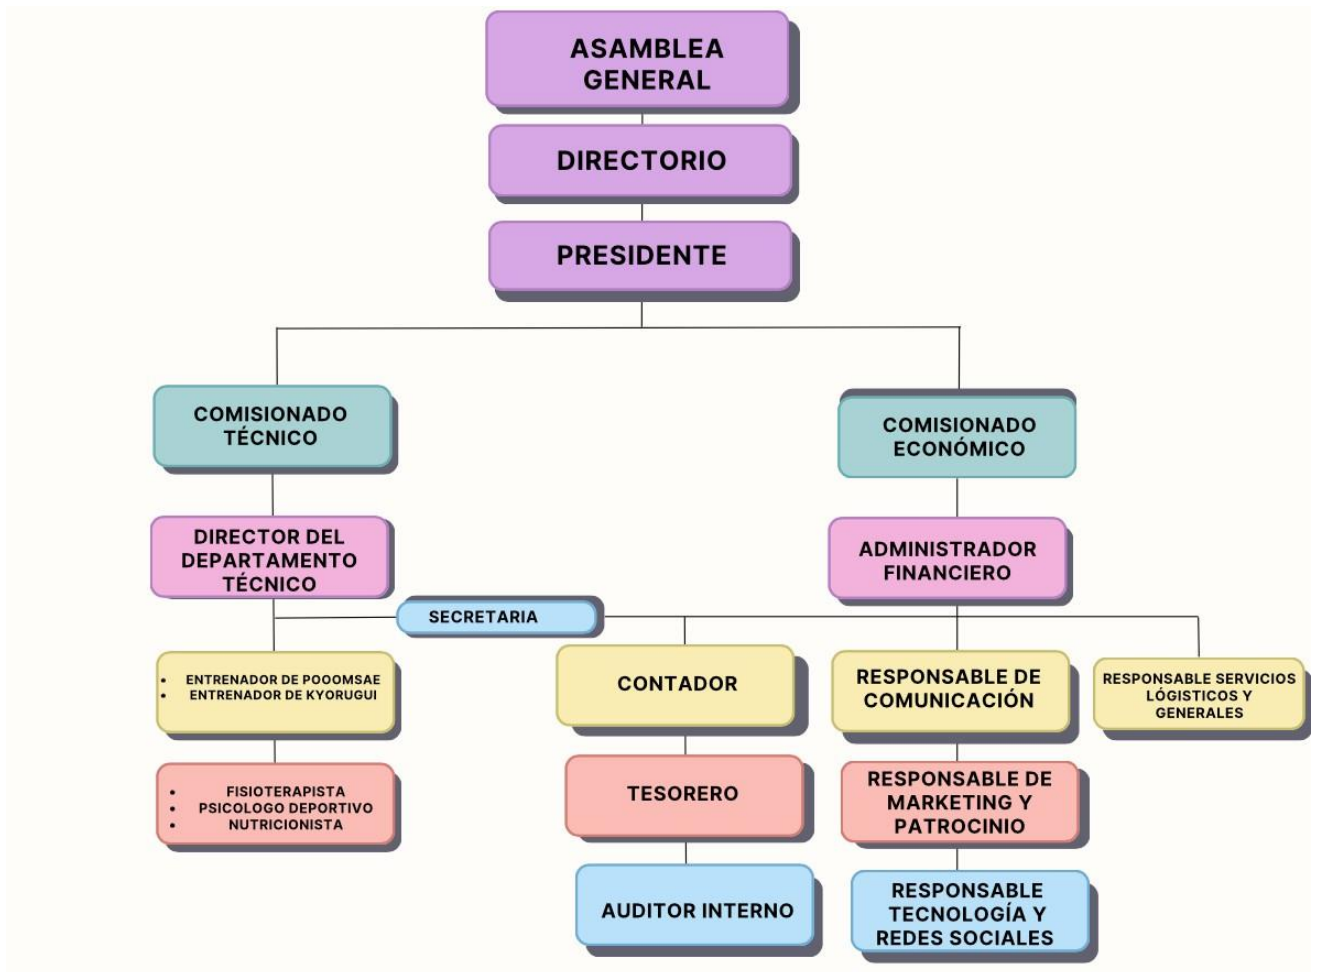 ASAMBLEA
GENERAL
DIRECTORIO
PRESIDENTE
COMISIONADO
TÉCNICO
COMISIONADO
ECONÓMICO
DIRECTOR DEL
DEPARTAMENTO
TÉCNICO
ADMINISTRADOR
FINANCIERO
SECRETARIA
• ENTRENADOR DE POOOMSAE
• ENTRENADOR DE KYORUGUI
CONTADOR
RESPONSABLE DE
COMUNICACIÓN
RESPONSABLE SERVICIOS
LÓGISTICOS Y
GENERALES
• FISIOTERAPISTA
• PSICOLOGO DEPORTIVO
• NUTRICIONISTA
TESORERO
RESPONSABLE DE
MARKETING Y
PATROCINIO
AUDITOR INTERNO
RESPONSABLE
TECNOLOGÍA Y
REDES SOCIALES